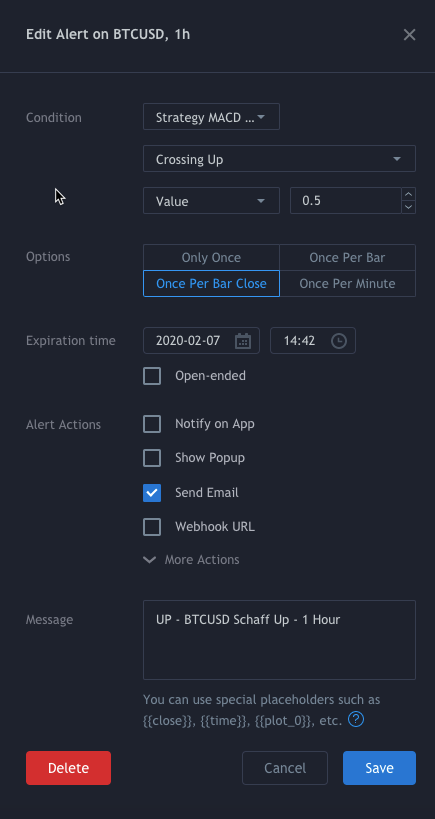 Edit Alert on BTCUSD, 1h
Condition
Strategy MACD ...
Crossing Up
Value
0.5
Options
Only Once
Once Per Bar
Once Per Bar Close
Once Per Minute
Expiration time
2020-02-07
14:42
Open-ended
Alert Actions
Notify on App
Show Popup
Send Email
Webhook URL
More Actions
Message
UP - BTCUSD Schaff Up - 1 Hour
You can use special placeholders such as
{{close}}, {{time}}, {{plot_0}}, etc. ?
Delete
Cancel
Save